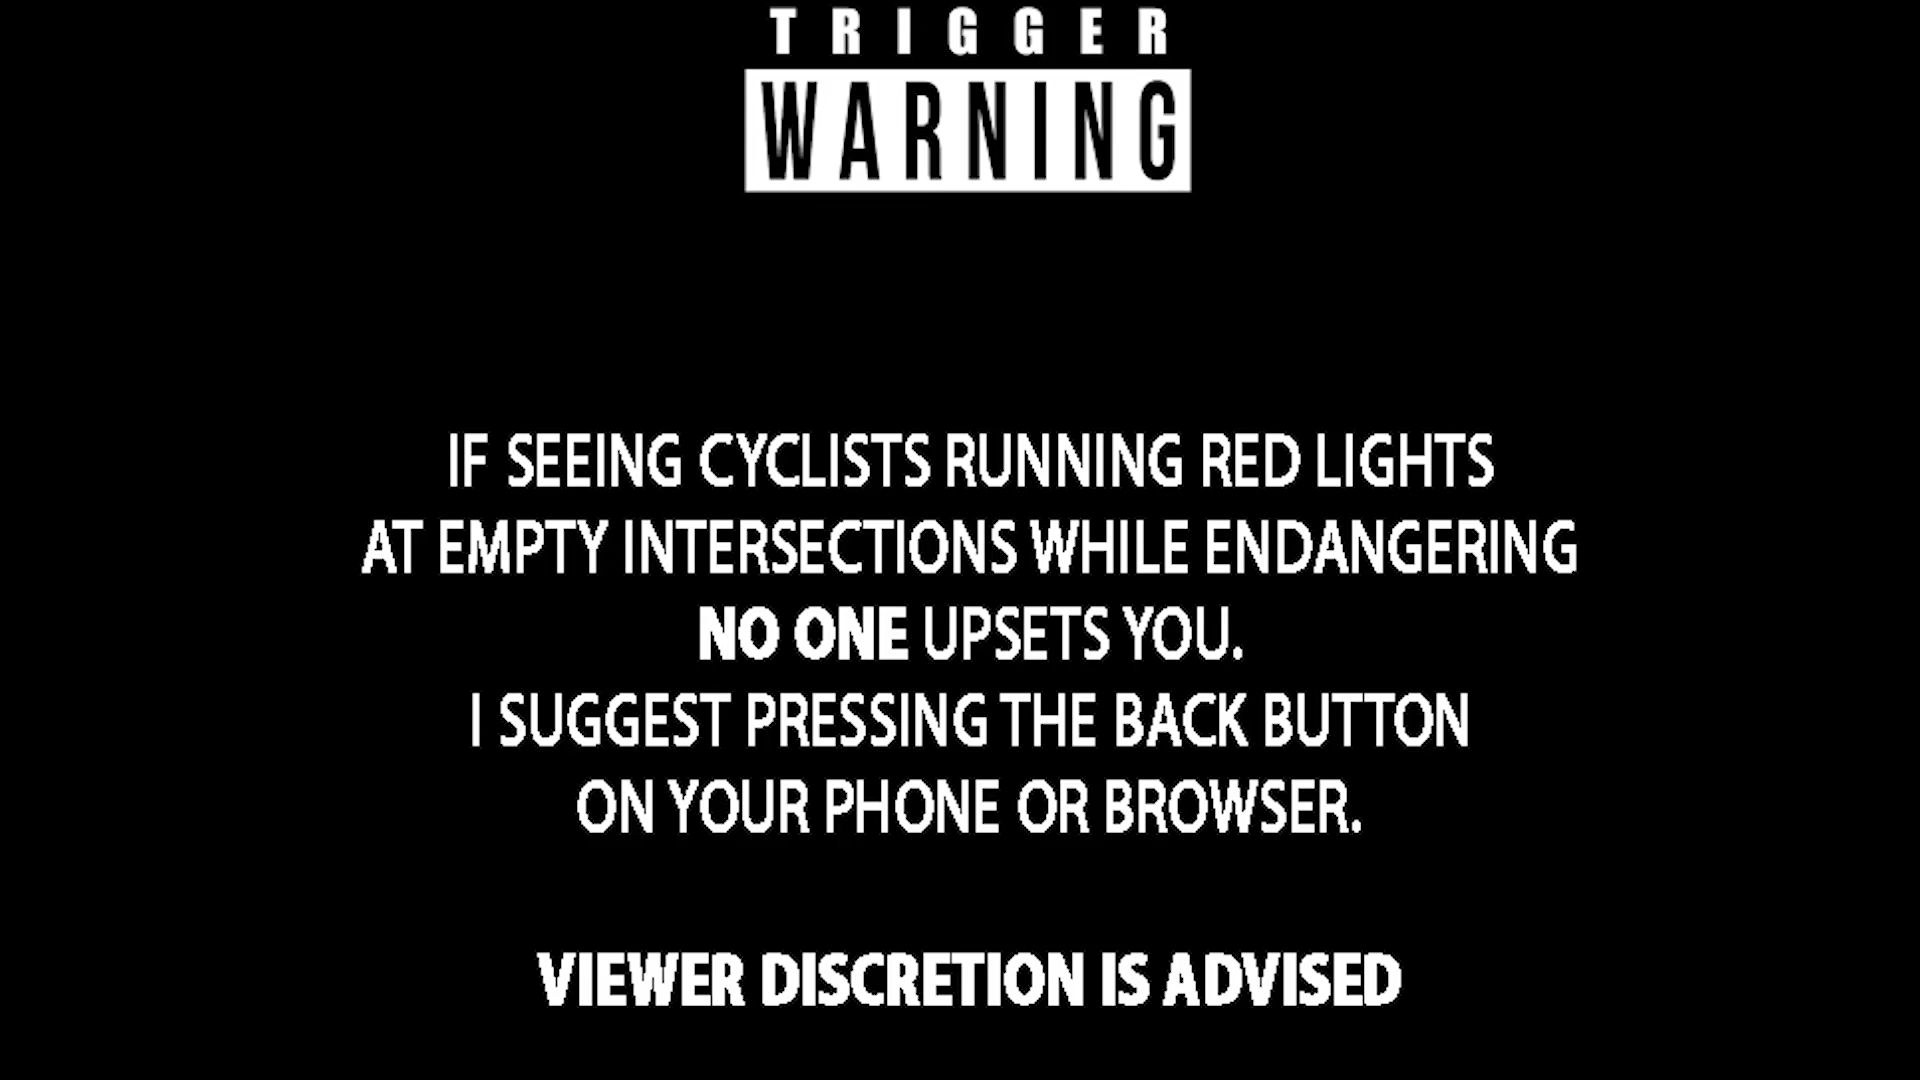 TRIGGER
WARNING
IF SEEING CYCLISTS RUNNING RED LIGHTS
AT EMPTY INTERSECTIONS WHILE ENDANGERING
NO ONE UPSETS YOU.
I SUGGEST PRESSING THE BACK BUTTON
ON YOUR PHONE OR BROWSER.
VIEWER DISCRETION IS ADVISED